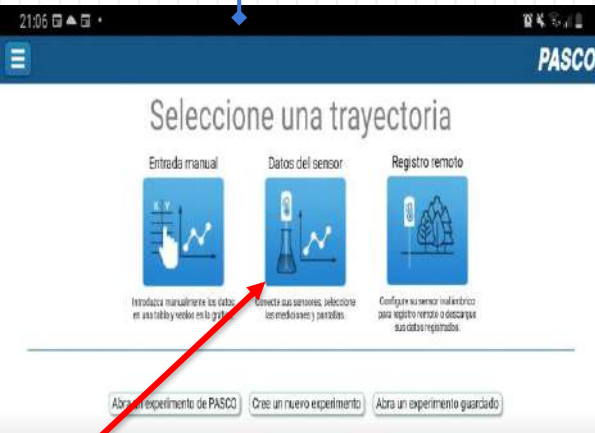 21:06
PASCO
Seleccione una trayectoria
Entrada manual
X Y
Introduzca manualmente los datos
en una tabla y véalos en la gráfica.
Datos del sensor
Conecte sus sensores, seleccione
las mediciones y pantallas.
Registro remoto
Configure su sensor inalámbrico
para registro remoto o descargue
sus datos registrados.
Abra un experimento de PASCO
Cree un nuevo experimento
Abra un experimento guardado